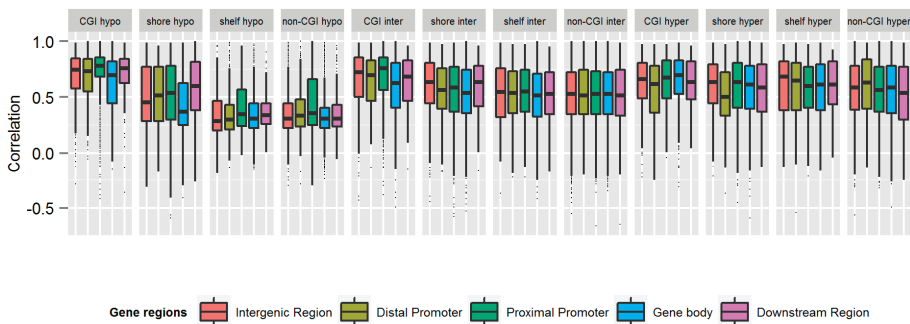 CGI hypo shore hypo shelf hypo non-CGI hypo CGI inter shore inter shelf inter non-CGI inter CGI hyper shore hyper shelf hyper non-CGI hyper
1.0
0.5
0.0
-0.5
Correlation
Gene regions Intergenic Region Distal Promoter Proximal Promoter Gene body Downstream Region